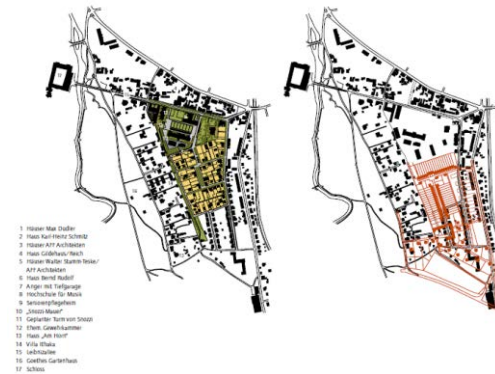 1 Häuser Max Dudler
2 Haus Karl-Heinz Schmitz
3 Häuser AFF Architekten
4 Haus Gildehaus/Reich
5 Häuser Walter Stamm-Teske/
AFF Architekten
6 Haus Bernd Rudolf
7 Anger mit Tiefgarage
8 Hochschule für Musik
9 Seniorenpflegeheim
10 „Snozzi-Mauer“
11 Geplanter Turm von Snozzi
12 Ehem. Gewehrkammer
13 Haus „Am Horn“
14 Villa Ithaka
15 Leibnizallee
16 Goethes Gartenhaus
17 Schloss